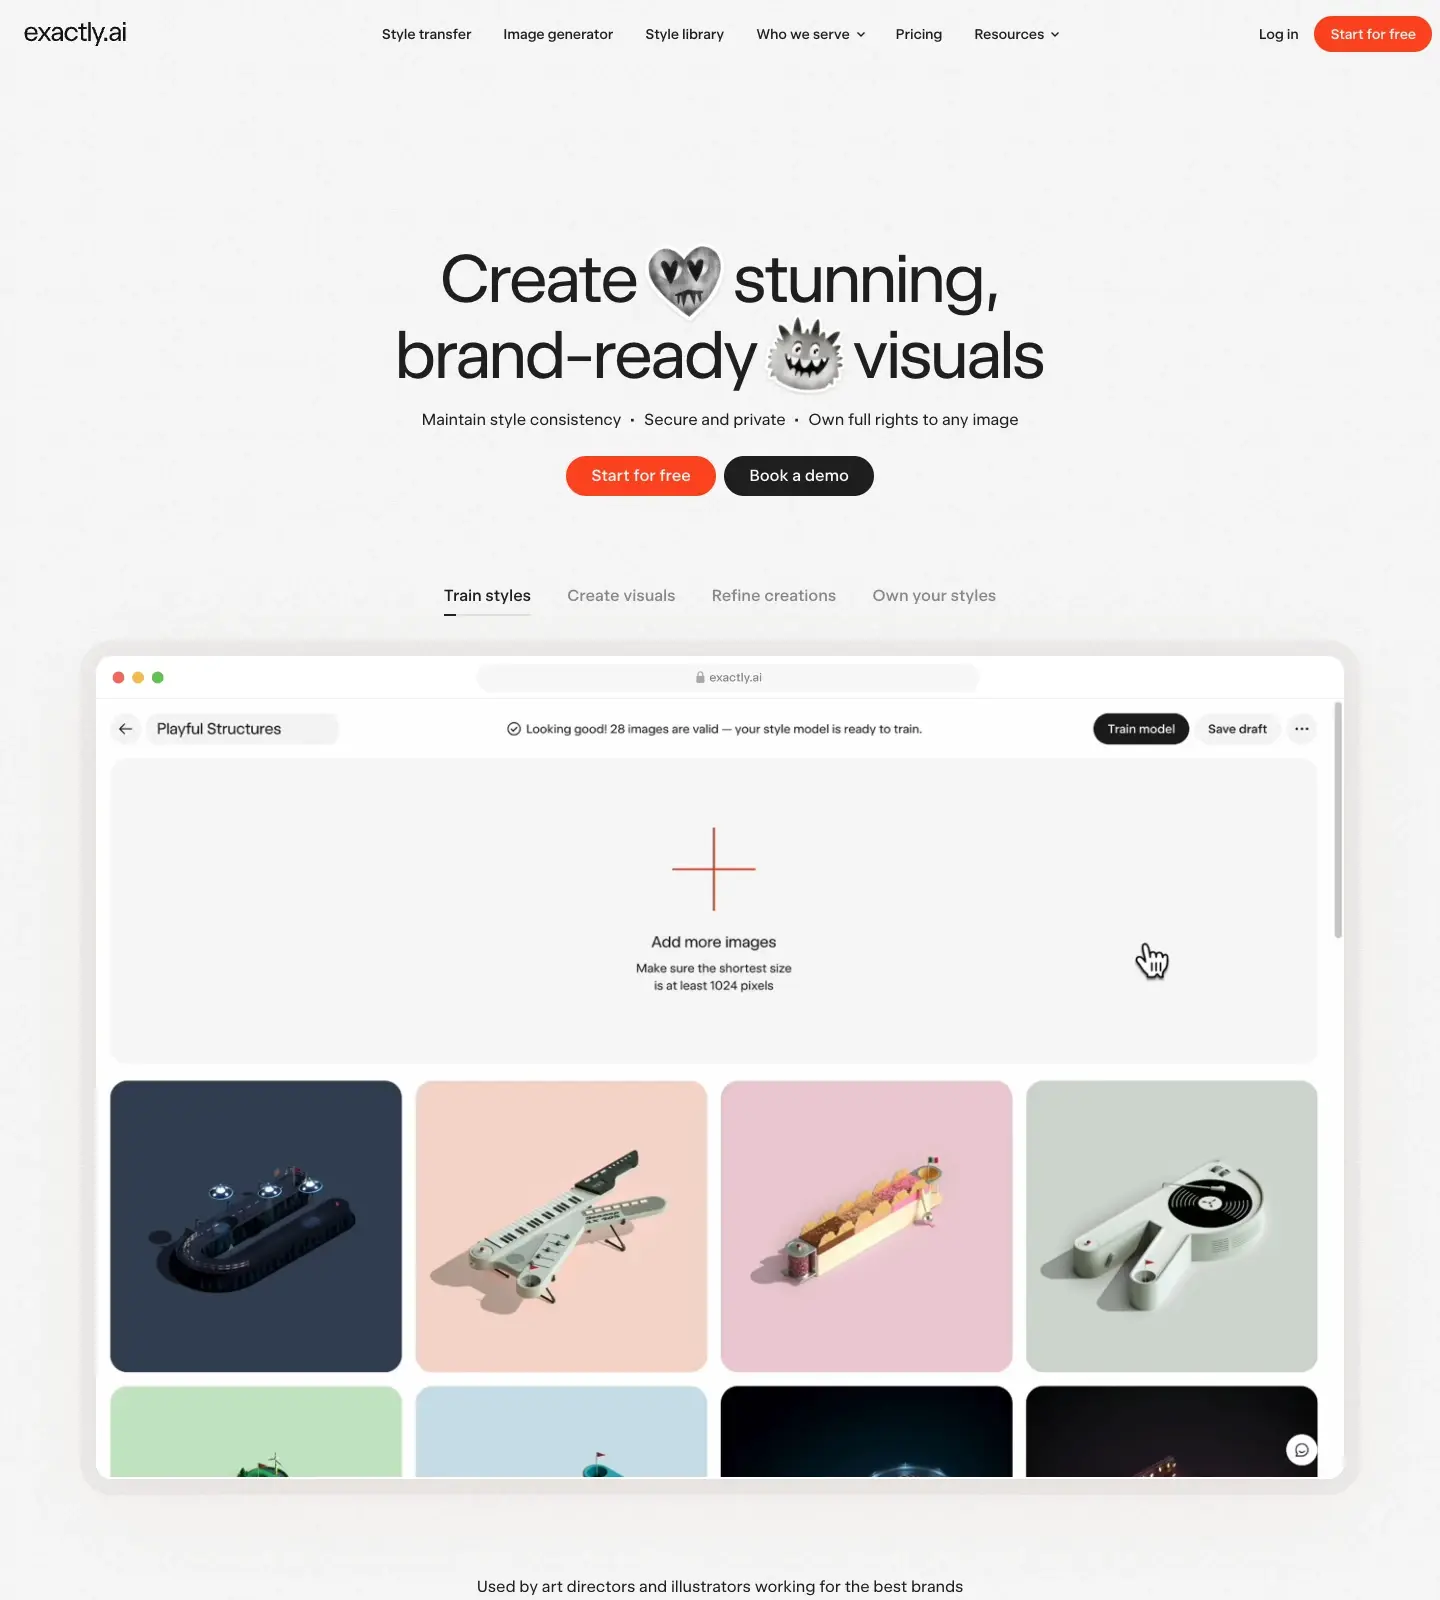 exactly.ai
Style transfer
Image generator
Style library
Who we serve
Pricing
Resources
Log in
Start for free
Create stunning,
brand-ready visuals
Maintain style consistency · Secure and private · Own full rights to any image
Start for free
Book a demo
Train styles
Create visuals
Refine creations
Own your styles
exactly.ai
Playful Structures
Looking good! 28 images are valid — your style model is ready to train.
Train model
Save draft
Add more images
Make sure the shortest size
is at least 1024 pixels
Used by art directors and illustrators working for the best brands